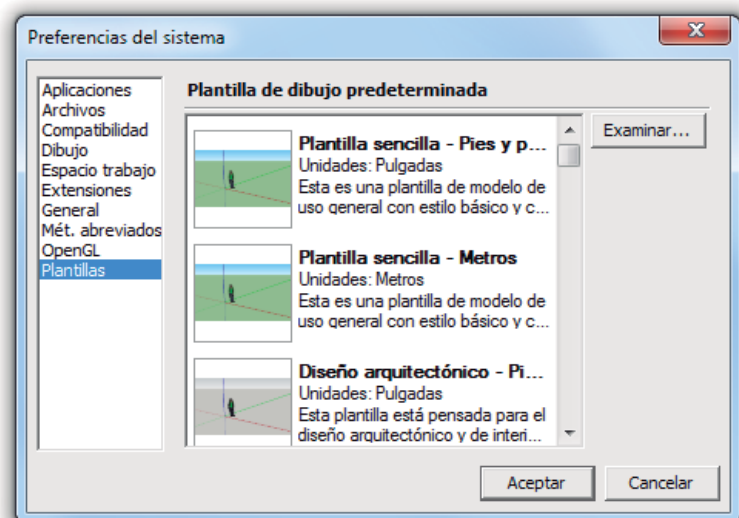 Preferencias del sistema
Aplicaciones
Archivos
Compatibilidad
Dibujo
Espacio trabajo
Extensiones
General
Mét. abreviados
OpenGL
Plantillas
Plantilla de dibujo predeterminada
Plantilla sencilla - Pies y p...
Unidades: Pulgadas
Esta es una plantilla de modelo de
uso general con estilo básico y c...
Plantilla sencilla - Metros
Unidades: Metros
Esta es una plantilla de modelo de
uso general con estilo básico y c...
Diseño arquitectónico - Pi...
Unidades: Pulgadas
Esta plantilla está pensada para el
diseño arquitectónico y de interi...
Examinar...
Aceptar
Cancelar